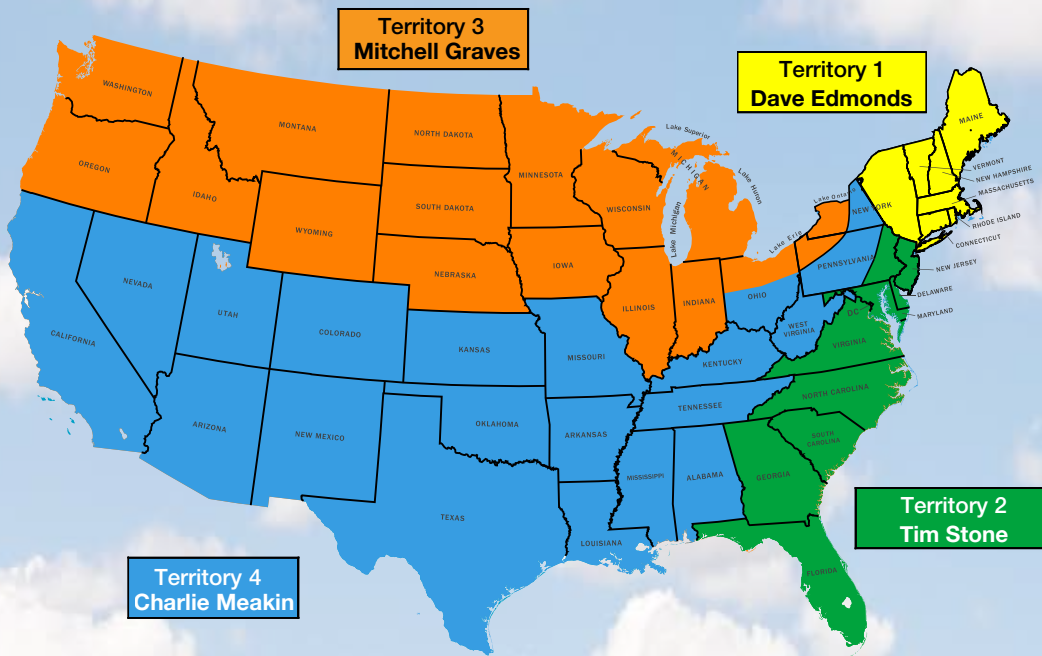 Territory 3
Mitchell Graves
Territory 1
Dave Edmonds
WASHINGTON
MONTANA
NORTH DAKOTA
MINNESOTA
Lake Superior
MICHIGAN
MAINE
OREGON
IDAHO
SOUTH DAKOTA
WISCONSIN
Lake Michigan
Lake Huron
Lake Ontario
VERMONT
NEW HAMPSHIRE
MASSACHUSETTS
NEW YORK
RHODE ISLAND
CONNECTICUT
WYOMING
Lake Erie
NEBRASKA
IOWA
PENNSYLVANIA
NEW JERSEY
NEVADA
UTAH
COLORADO
ILLINOIS
INDIANA
OHIO
DELAWARE
MARYLAND
DC
CALIFORNIA
KANSAS
MISSOURI
WEST
VIRGINIA
VIRGINIA
KENTUCKY
ARIZONA
NEW MEXICO
OKLAHOMA
ARKANSAS
TENNESSEE
NORTH CAROLINA
SOUTH
CAROLINA
TEXAS
LOUISIANA
MISSISSIPPI
ALABAMA
GEORGIA
FLORIDA
Territory 2
Tim Stone
Territory 4
Charlie Meakin